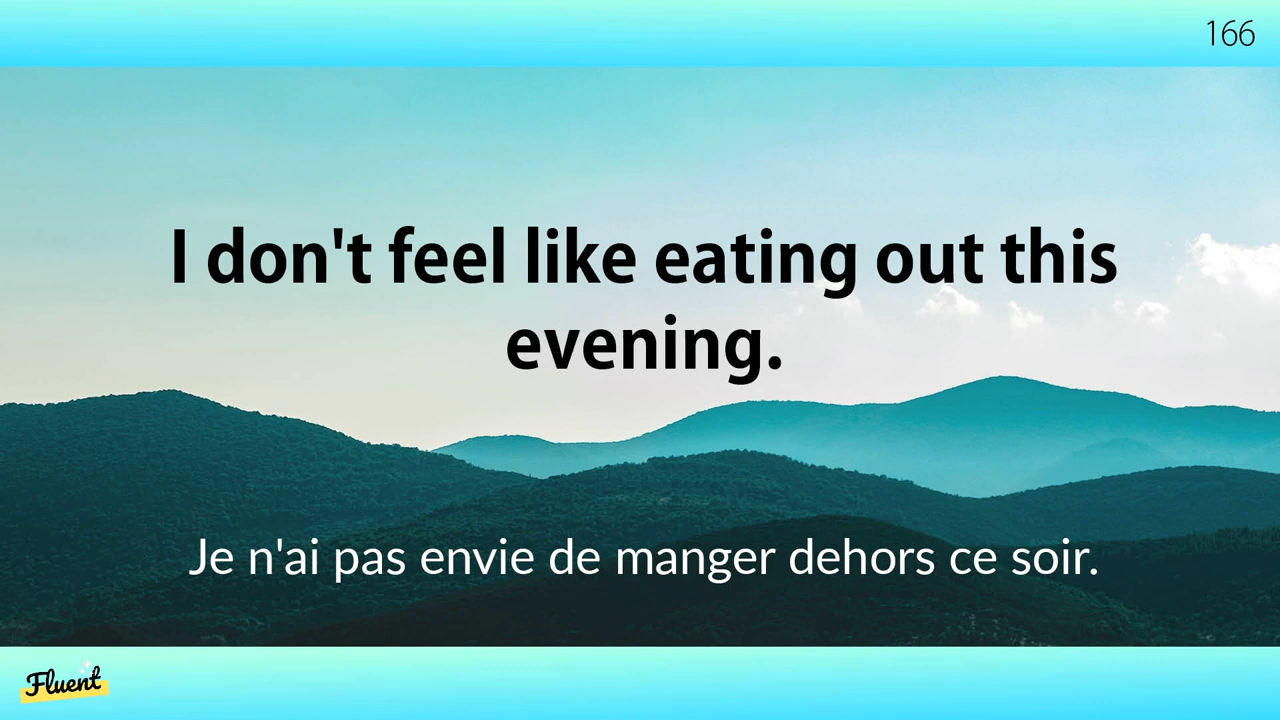 166
I don't feel like eating out this
evening.
Je n'ai pas envie de manger dehors ce soir.
Fluent